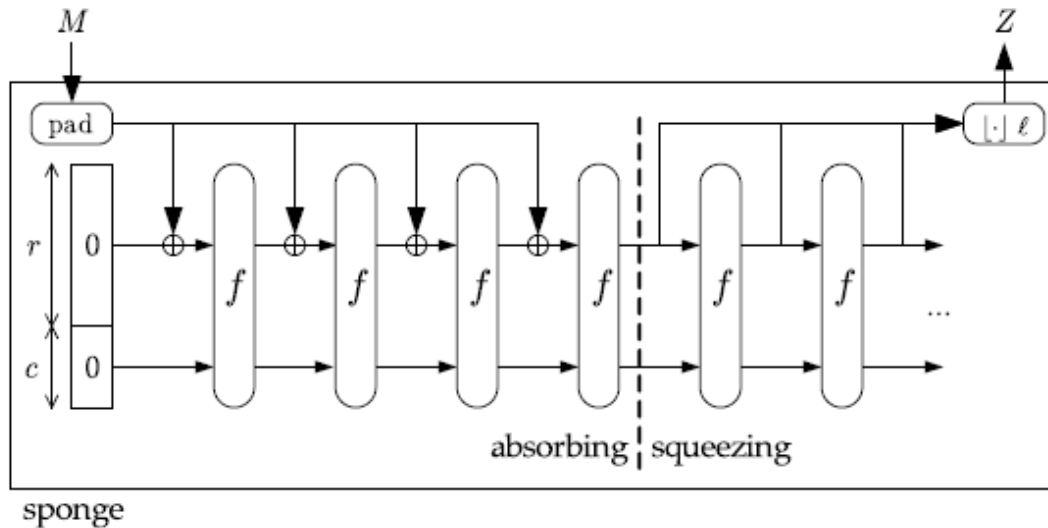 M Z
pad ⌊·⌋ ℓ
r 0 ⊕ ⊕ ⊕ ⊕
f f f f f f
c 0 ...
absorbing squeezing
sponge